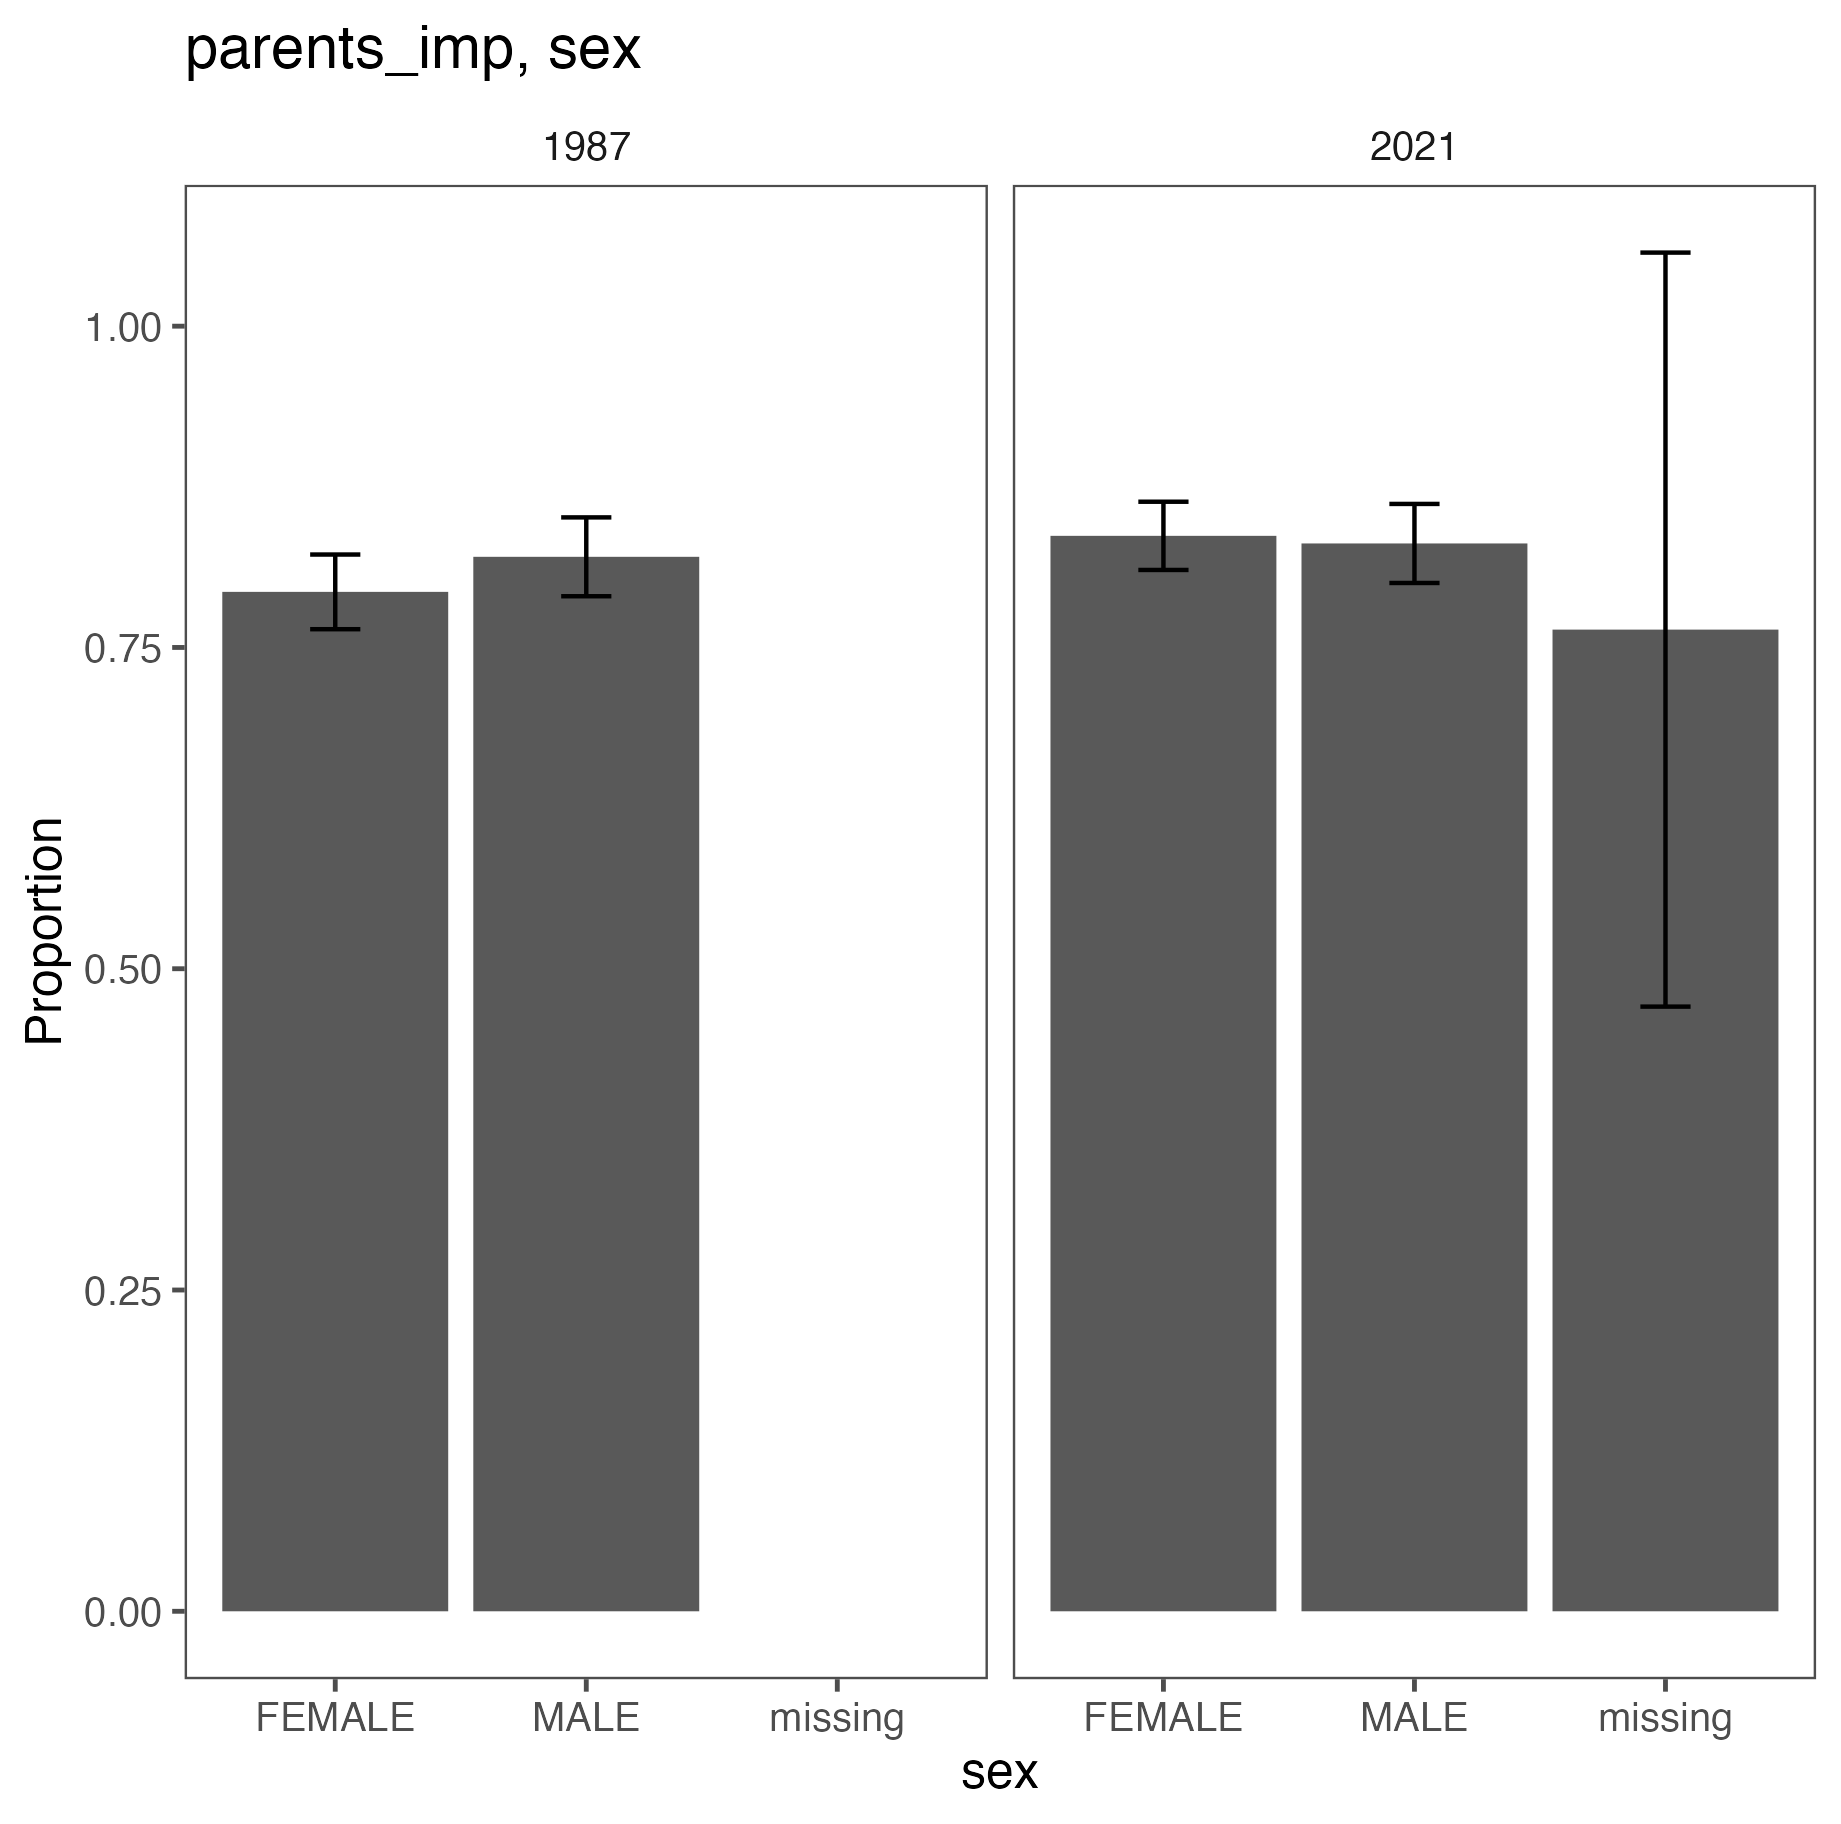 parents_imp, sex
1987 2021
1.00
0.75
0.50
0.25
0.00
Proportion
FEMALE MALE missing FEMALE MALE missing
sex